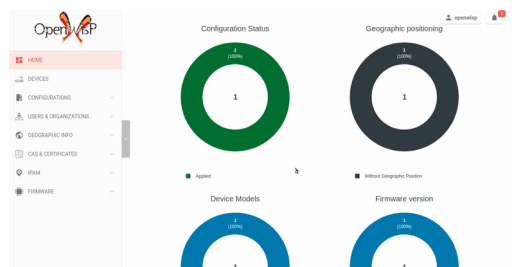 OpenWISP
openwisp
HOME
DEVICES
CONFIGURATIONS
USERS & ORGANIZATIONS
GEOGRAPHIC INFO
CAS & CERTIFICATES
IPAM
FIRMWARE
Configuration Status
1
(100%)
1
Applied
Geographic positioning
1
(100%)
1
Without Geographic Position
Device Models
1
(100%)
1
Firmware version
1
(100%)
1